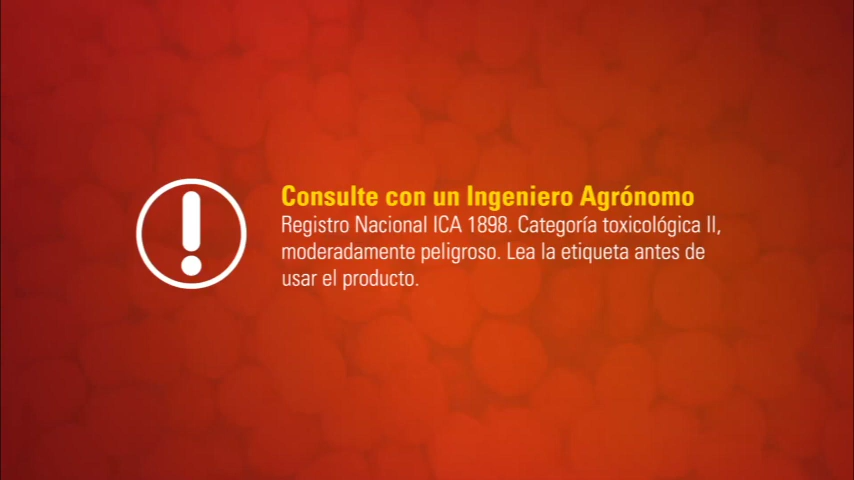 Consulte con un Ingeniero Agrónomo
Registro Nacional ICA 1898. Categoría toxicológica II,
moderadamente peligroso. Lea la etiqueta antes de
usar el producto.